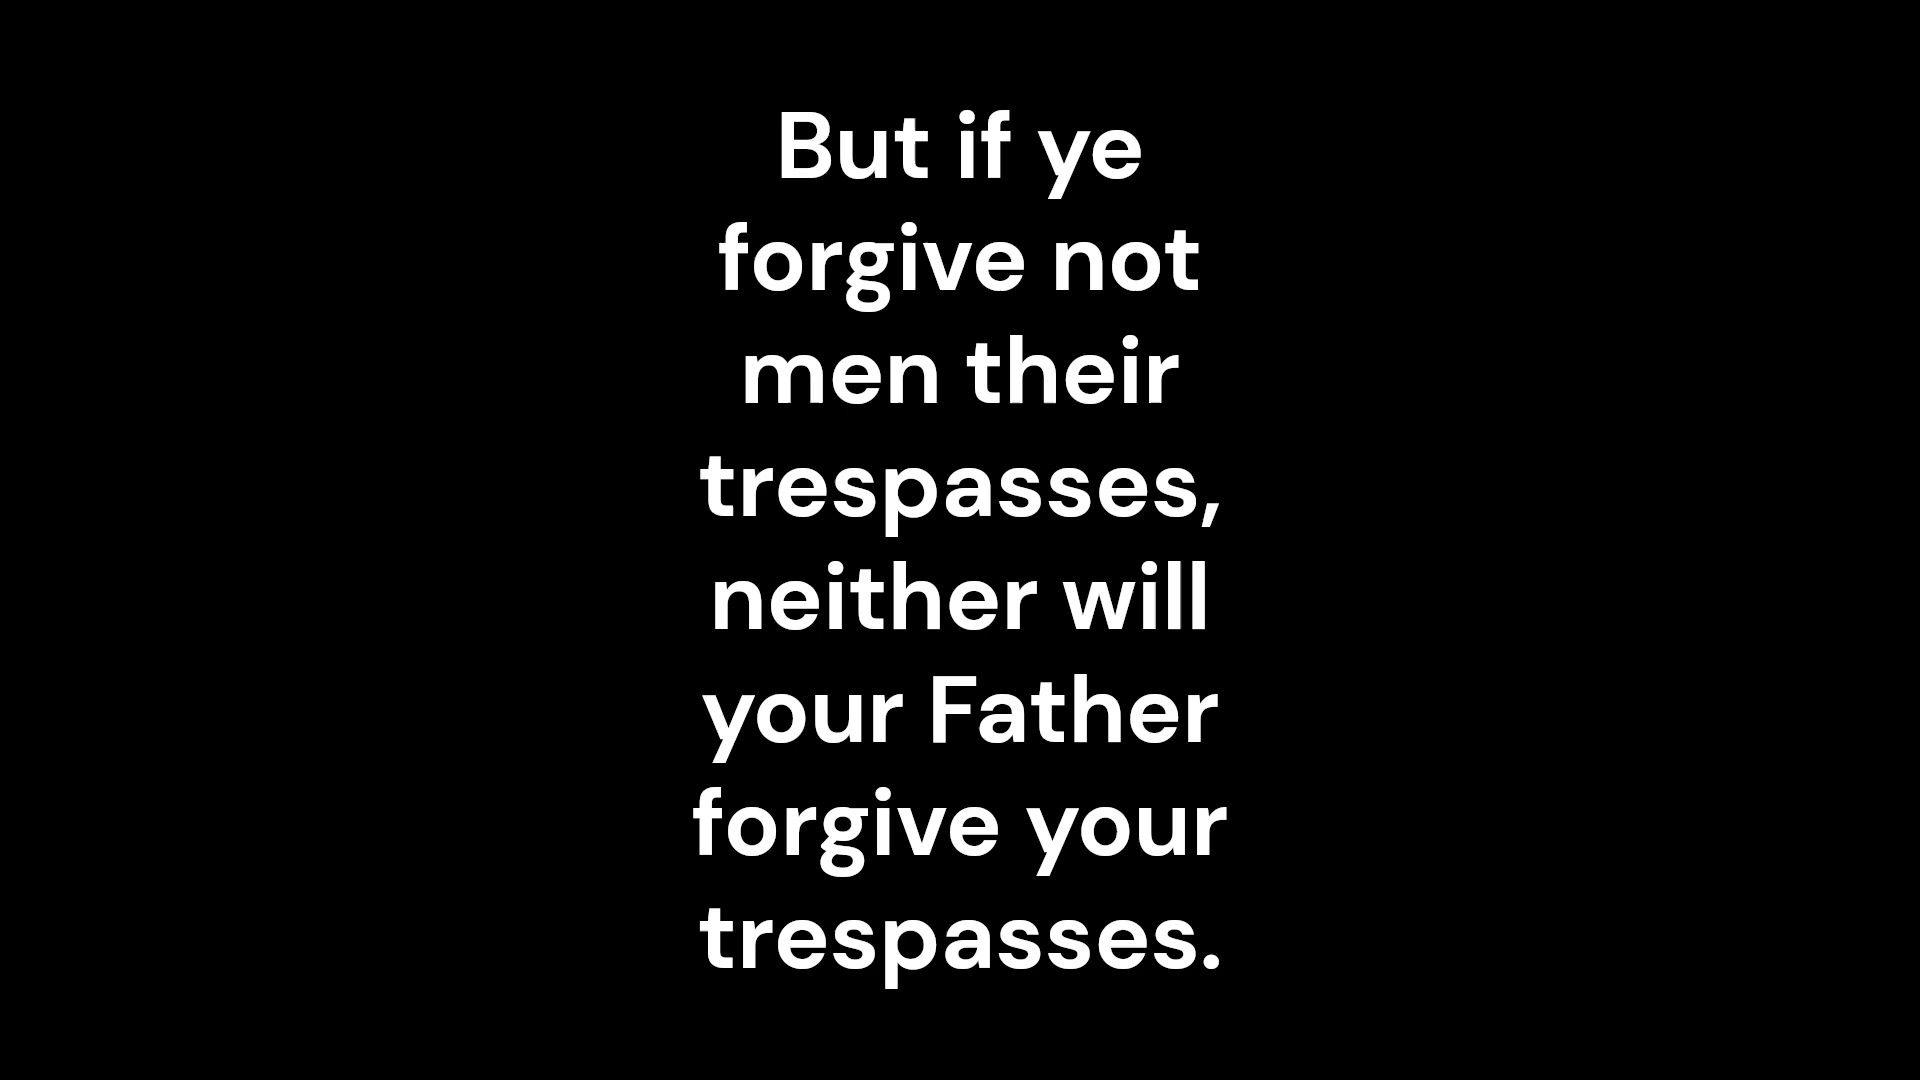 But if ye
forgive not
men their
trespasses,
neither will
your Father
forgive your
trespasses.